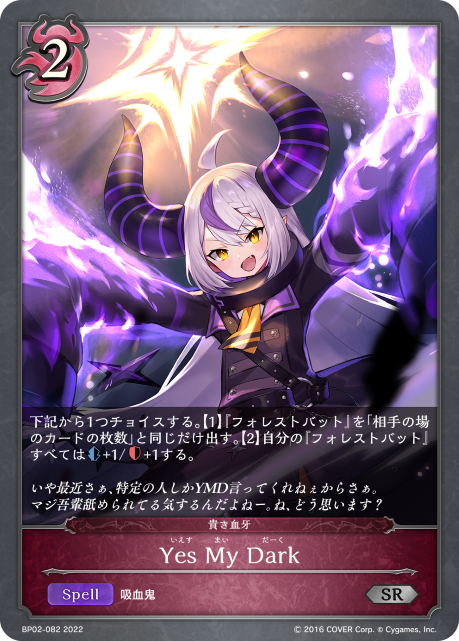 2
下記から1つチョイスする。【1】『フォレストバット』を「相手の場
のカードの枚数」と同じだけ出す。【2】自分の『フォレストバット』
すべては+1/+1する。
いや最近さぁ、特定の人しかYMD言ってくれねぇからさぁ。
マジ吾輩舐められてる気するんだよねー。ね、どう思います？
貴き血牙
いえす まい だーく
Yes My Dark
Spell 吸血鬼 SR
BP02-082 2022 © 2016 COVER Corp. © Cygames, Inc.